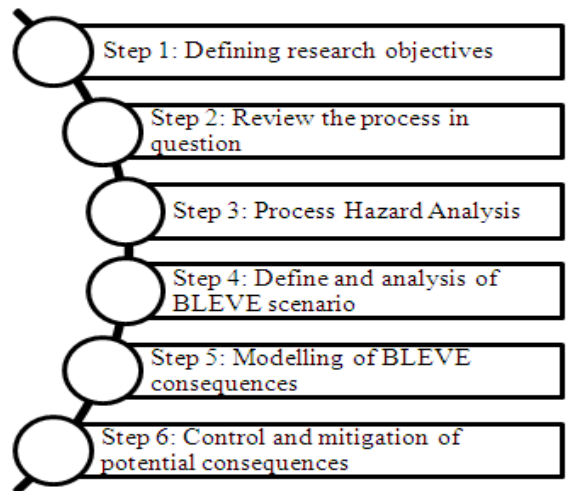 Step 1: Defining research objectives
Step 2: Review the process in
question
Step 3: Process Hazard Analysis
Step 4: Define and analysis of
BLEVE scenario
Step 5: Modelling of BLEVE
consequences
Step 6: Control and mitigation of
potential consequences